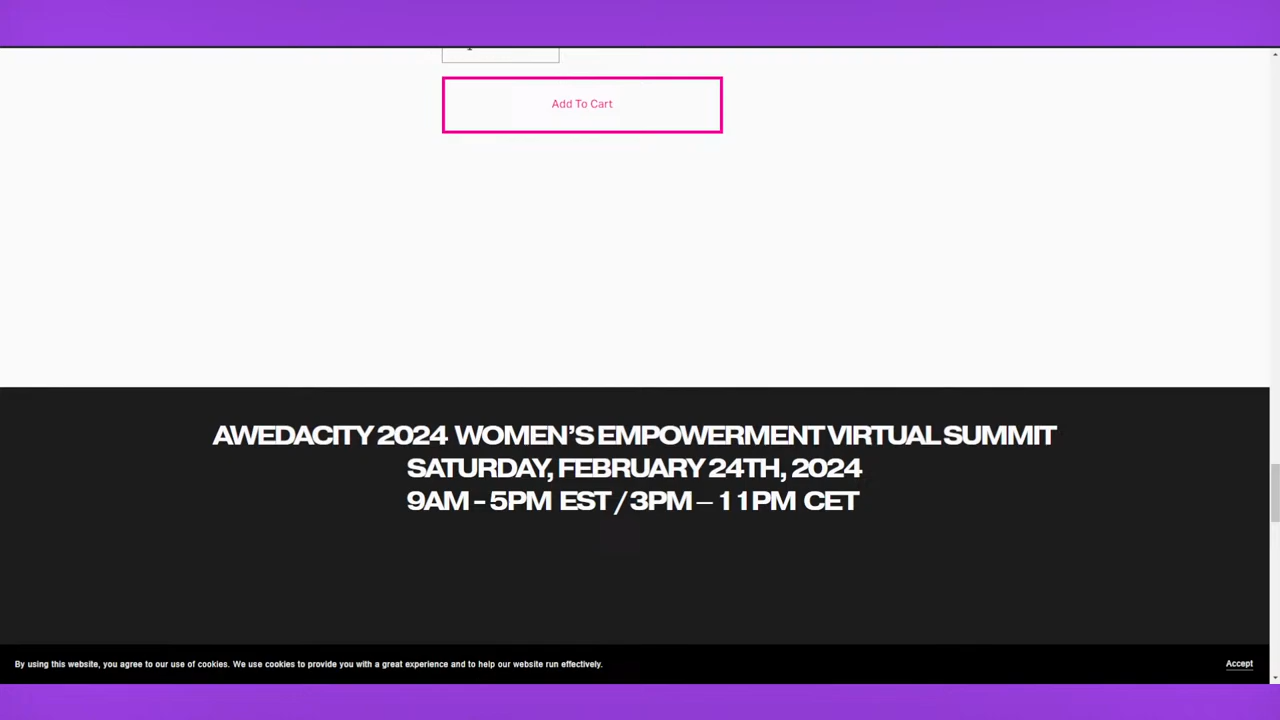 Add To Cart
AWEDACITY 2024 WOMEN’S EMPOWERMENT VIRTUAL SUMMIT
SATURDAY, FEBRUARY 24TH, 2024
9AM - 5PM EST / 3PM – 11PM CET
By using this website, you agree to our use of cookies. We use cookies to provide you with a great experience and to help our website run effectively.
Accept